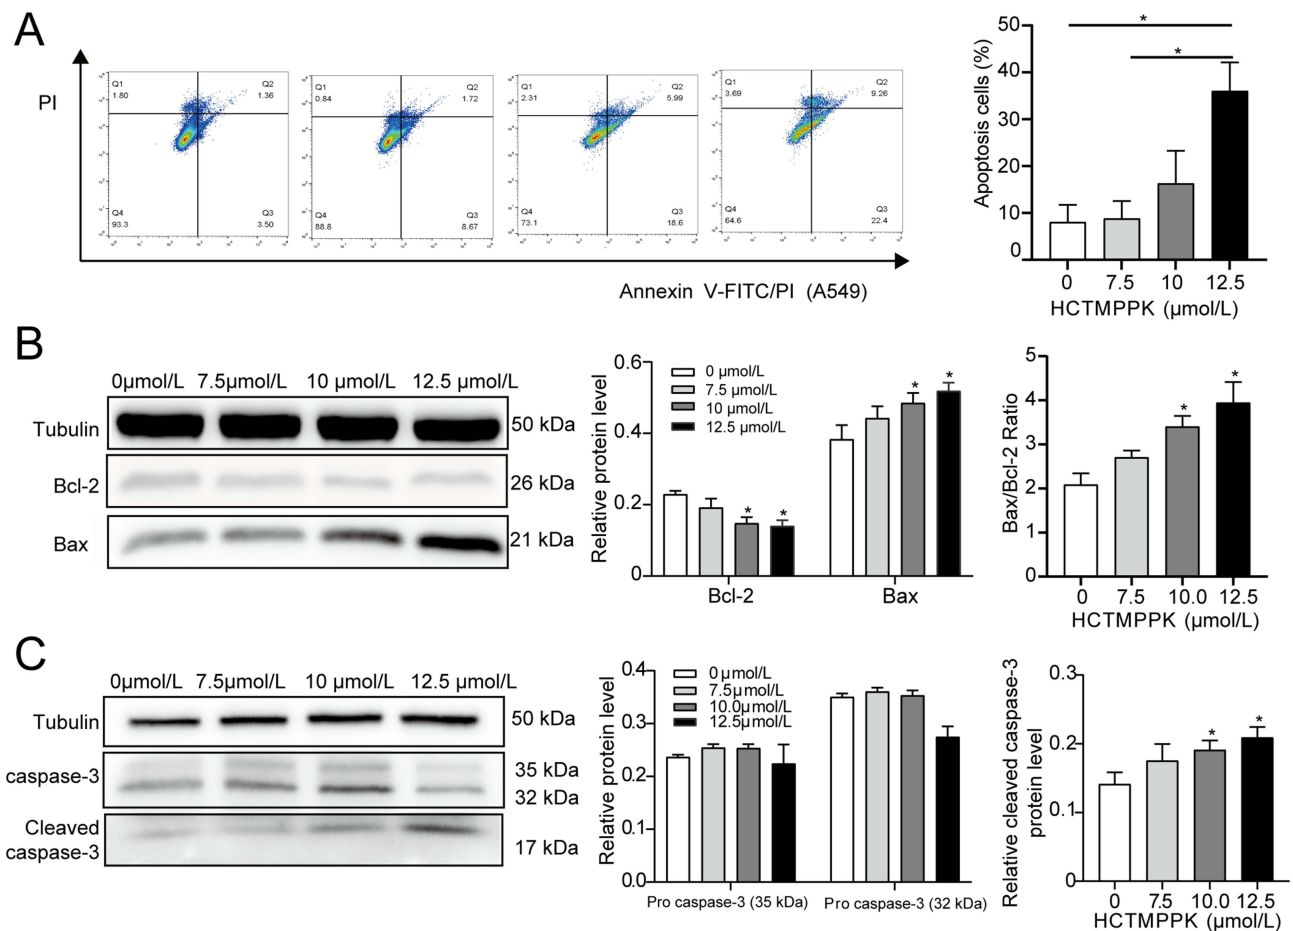 A
PI
Q1
1.80
Q2
1.36
Q4
93.3
Q3
3.50
Q1
0.84
Q2
1.72
Q4
88.8
Q3
8.67
Q1
2.31
Q2
5.99
Q4
73.1
Q3
18.6
Q1
3.69
Q2
9.26
Q4
64.6
Q3
22.4
Annexin V-FITC/PI (A549)
Apoptosis cells (%)
50
40
30
20
10
0
*
*
0 7.5 10 12.5
HCTMPPK (µmol/L)
B
0µmol/L 7.5µmol/L 10 µmol/L 12.5 µmol/L
Tubulin 50 kDa
Bcl-2 26 kDa
Bax 21 kDa
Relative protein level
0.6
0.4
0.2
0
0 µmol/L
7.5 µmol/L
10 µmol/L
12.5 µmol/L
* *
* *
Bcl-2 Bax
Bax/Bcl-2 Ratio
5
4
3
2
1
0
* *
0 7.5 10.0 12.5
HCTMPPK (µmol/L)
C
0µmol/L 7.5µmol/L 10 µmol/L 12.5 µmol/L
Tubulin 50 kDa
caspase-3 35 kDa
32 kDa
Cleaved
caspase-3 17 kDa
Relative protein level
0.4
0.3
0.2
0.1
0.0
0 µmol/L
7.5µmol/L
10.0µmol/L
12.5µmol/L
Pro caspase-3 (35 kDa) Pro caspase-3 (32 kDa)
Relative cleaved caspase-3
protein level
0.3
0.2
0.1
0
* *
0 7.5 10.0 12.5
HCTMPPK (µmol/L)